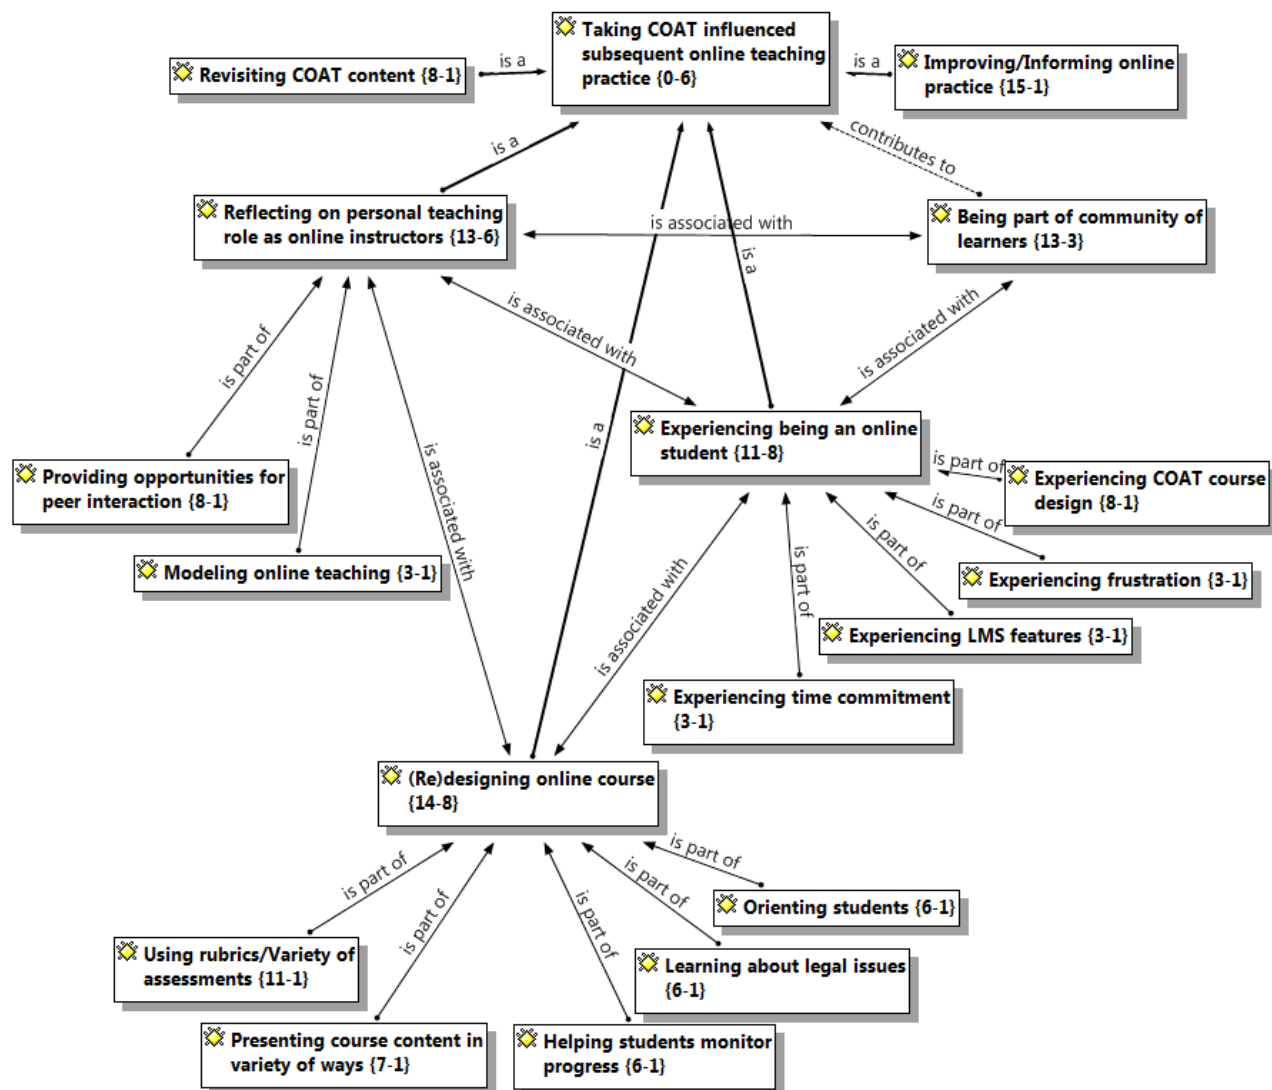 Taking COAT influenced
subsequent online teaching
practice {0-6}
Revisiting COAT content {8-1}
is a
is a
Improving/Informing online
practice {15-1}
is a
contributes to
Reflecting on personal teaching
role as online instructors {13-6}
is associated with
Being part of community of
learners {13-3}
is a
is associated with
is associated with
is part of
is part of
is a
Experiencing being an online
student {11-8}
Providing opportunities for
peer interaction {8-1}
is associated with
is part of
Experiencing COAT course
design {8-1}
is part of
Modeling online teaching {3-1}
is part of
is part of
Experiencing frustration {3-1}
is associated with
Experiencing LMS features {3-1}
Experiencing time commitment
{3-1}
(Re)designing online course
{14-8}
is part of
is part of
is part of
is part of
is part of
Orienting students {6-1}
Using rubrics/Variety of
assessments {11-1}
Learning about legal issues
{6-1}
Presenting course content in
variety of ways {7-1}
Helping students monitor
progress {6-1}